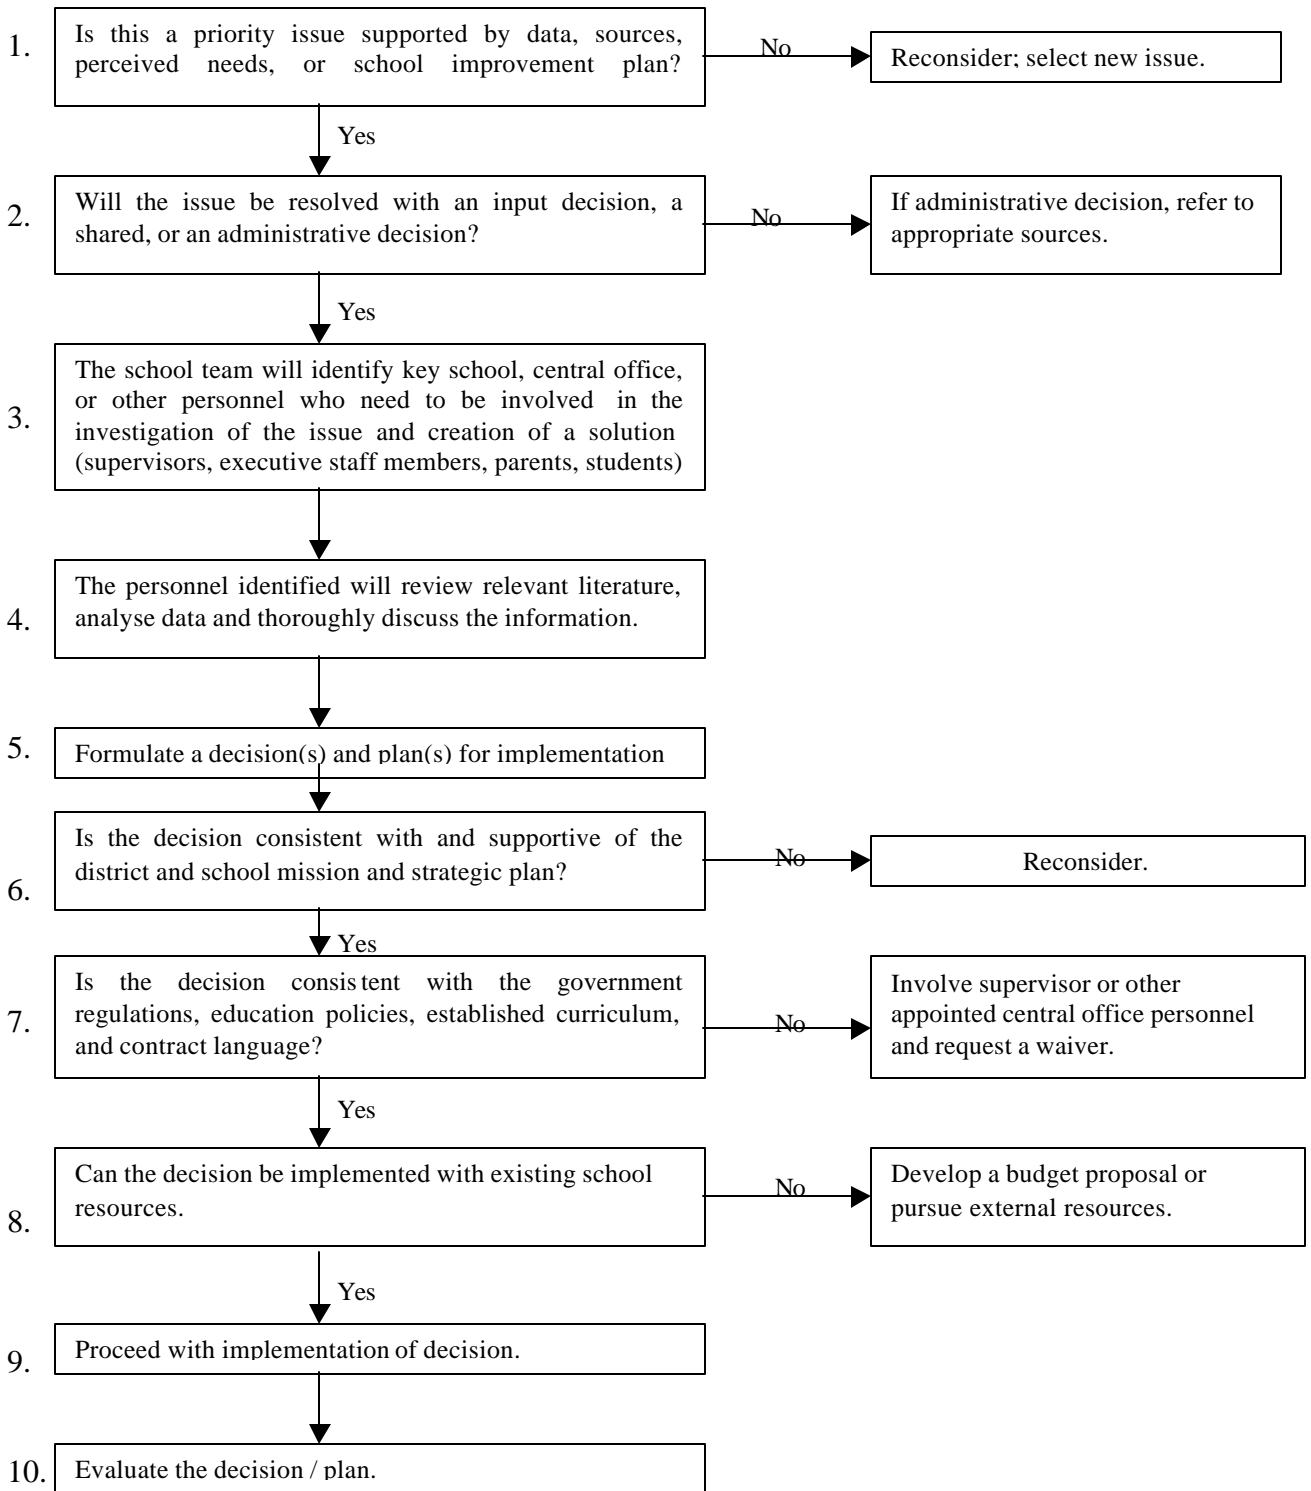 1.
Is this a priority issue supported by data, sources,
perceived needs, or school improvement plan?
No
Reconsider; select new issue.
Yes
2.
Will the issue be resolved with an input decision, a
shared, or an administrative decision?
No
If administrative decision, refer to
appropriate sources.
Yes
3.
The school team will identify key school, central office,
or other personnel who need to be involved in the
investigation of the issue and creation of a solution
(supervisors, executive staff members, parents, students)
4.
The personnel identified will review relevant literature,
analyse data and thoroughly discuss the information.
5.
Formulate a decision(s) and plan(s) for implementation
6.
Is the decision consistent with and supportive of the
district and school mission and strategic plan?
No
Reconsider.
Yes
7.
Is the decision consistent with the government
regulations, education policies, established curriculum,
and contract language?
No
Involve supervisor or other
appointed central office personnel
and request a waiver.
Yes
8.
Can the decision be implemented with existing school
resources.
No
Develop a budget proposal or
pursue external resources.
Yes
9.
Proceed with implementation of decision.
10.
Evaluate the decision / plan.